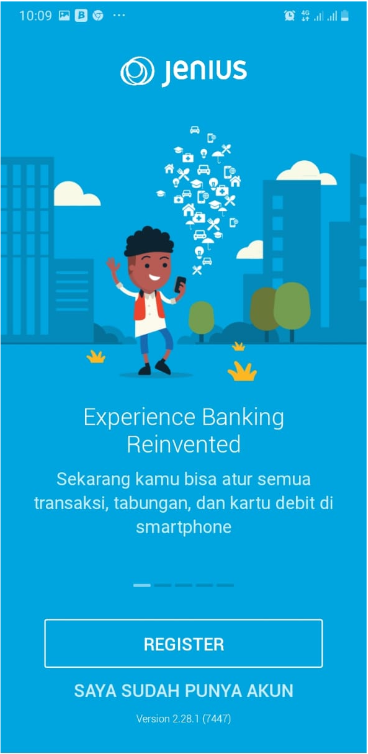 10:09
4G
Jenius
Experience Banking
Reinvented
Sekarang kamu bisa atur semua
transaksi, tabungan, dan kartu debit di
smartphone
REGISTER
SAYA SUDAH PUNYA AKUN
Version 2.28.1 (7447)